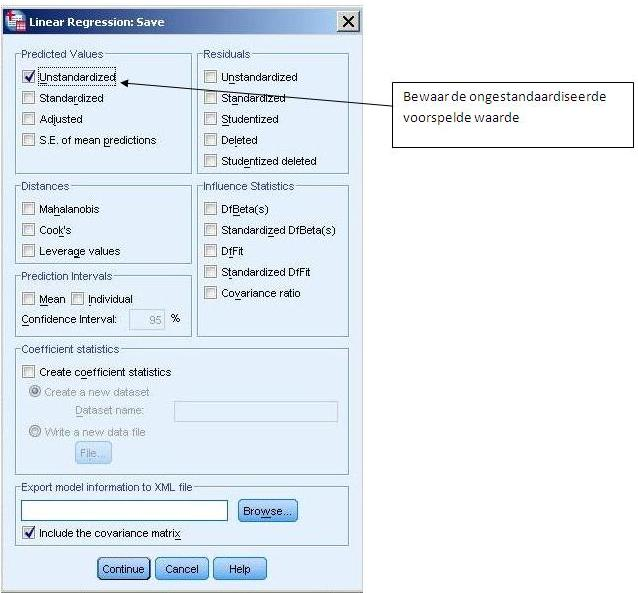 Linear Regression: Save
Predicted Values
Unstandardized
Standardized
Adjusted
S.E. of mean predictions
Residuals
Unstandardized
Standardized
Studentized
Deleted
Studentized deleted
Bewaar de ongestandaardiseerde
voorspelde waarde
Distances
Mahalanobis
Cook's
Leverage values
Influence Statistics
DfBeta(s)
Standardized DfBeta(s)
DfFit
Standardized DfFit
Covariance ratio
Prediction Intervals
Mean Individual
Confidence Interval: 95 %
Coefficient statistics
Create coefficient statistics
Create a new dataset
Dataset name:
Write a new data file
File...
Export model information to XML file
Browse...
Include the covariance matrix
Continue Cancel Help